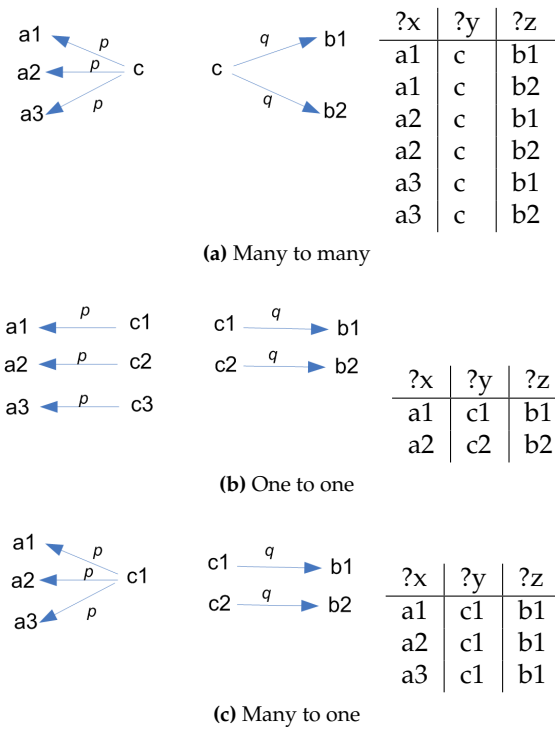 a1 p
a2 p c
a3 p
c q b1
q b2
?x ?y ?z
a1 c b1
a1 c b2
a2 c b1
a2 c b2
a3 c b1
a3 c b2
(a) Many to many
a1 p c1
a2 p c2
a3 p c3
c1 q b1
c2 q b2
?x ?y ?z
a1 c1 b1
a2 c2 b2
(b) One to one
a1 p
a2 p c1
a3 p
c1 q b1
c2 q b2
?x ?y ?z
a1 c1 b1
a2 c1 b1
a3 c1 b1
(c) Many to one